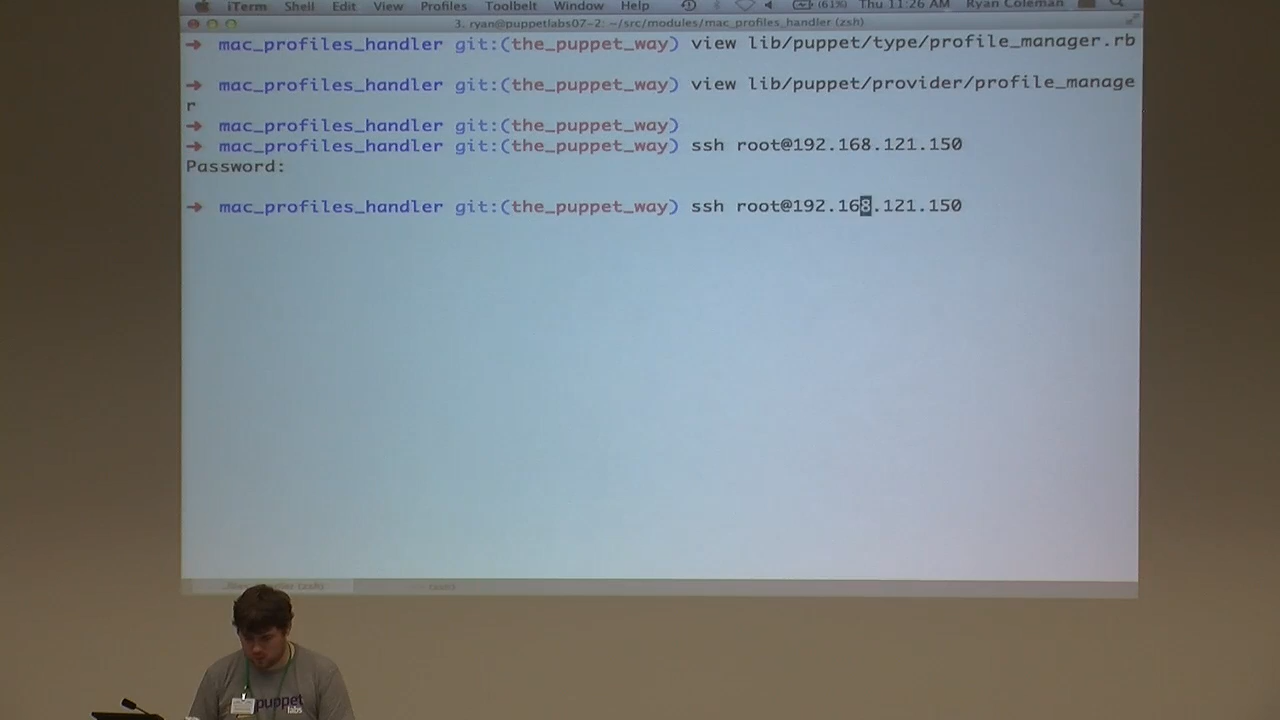 iTerm Shell Edit View Profiles Toolbelt Window Help (61%) Thu 11:26 AM Ryan Coleman
3. ryan@puppetlabs07-2: ~/src/modules/mac_profiles_handler (zsh)
➜ mac_profiles_handler git:(the_puppet_way) view lib/puppet/type/profile_manager.rb
➜ mac_profiles_handler git:(the_puppet_way) view lib/puppet/provider/profile_manage
r
➜ mac_profiles_handler git:(the_puppet_way)
➜ mac_profiles_handler git:(the_puppet_way) ssh root@192.168.121.150
Password:
➜ mac_profiles_handler git:(the_puppet_way) ssh root@192.168.121.150
puppet
labs